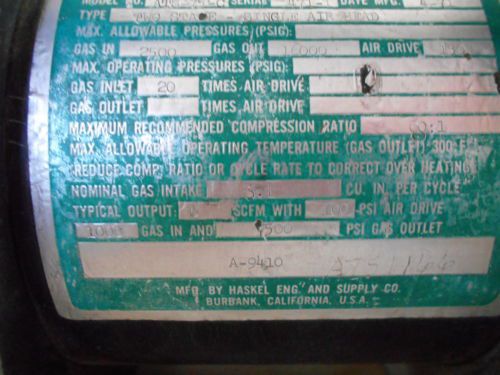 MODEL NO. SERIAL DATE MFG.
TYPE TWO STAGE - SINGLE AIR HEAD
MAX. ALLOWABLE PRESSURES (PSIG):
GAS IN 2500 GAS OUT AIR DRIVE
MAX. OPERATING PRESSURES (PSIG):
GAS INLET 20 TIMES AIR DRIVE
GAS OUTLET TIMES AIR DRIVE
MAXIMUM RECOMMENDED COMPRESSION RATIO
MAX. ALLOWABLE OPERATING TEMPERATURE (GAS OUTLET) 300°F
REDUCE COMP. RATIO OR CYCLE RATE TO CORRECT OVER HEATING
NOMINAL GAS INTAKE CU. IN. PER CYCLE
TYPICAL OUTPUT: SCFM WITH 100 PSI AIR DRIVE
1000 GAS IN AND PSI GAS OUTLET
A-9410
MFG. BY HASKEL ENG. AND SUPPLY CO.
BURBANK, CALIFORNIA, U.S.A.